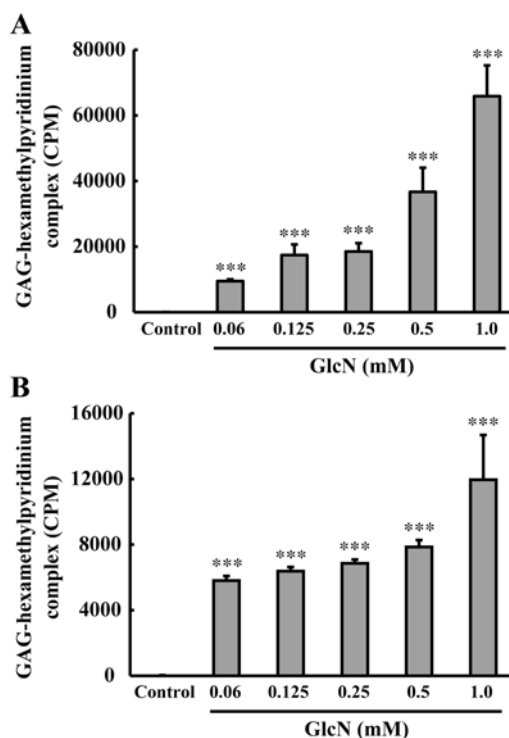 A
GAG-hexamethylpyridinium
complex (CPM)
80000
60000
40000
20000
0
***
***
***
***
***
Control 0.06 0.125 0.25 0.5 1.0
GlcN (mM)
B
GAG-hexamethylpyridinium
complex (CPM)
16000
12000
8000
4000
0
***
***
***
***
***
Control 0.06 0.125 0.25 0.5 1.0
GlcN (mM)